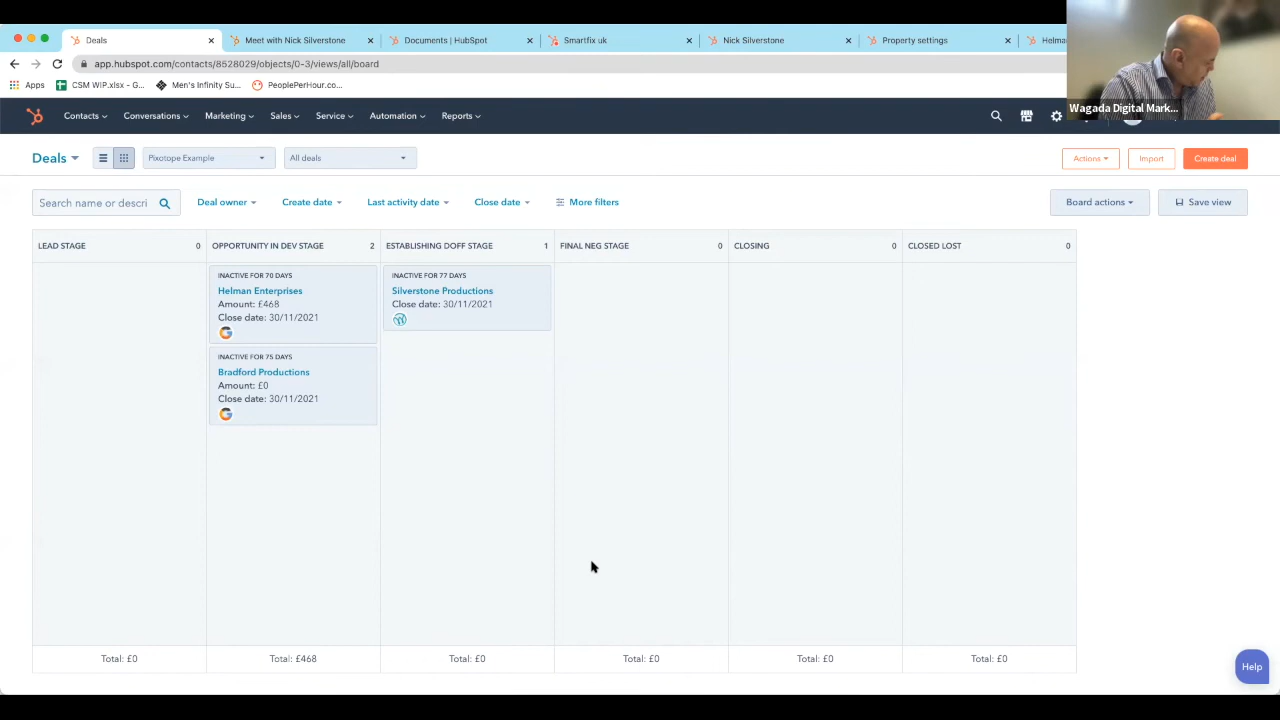 Deals
Meet with Nick Silverstone
Documents | HubSpot
Smartfix uk
Nick Silverstone
Property settings
Helma
app.hubspot.com/contacts/8528029/objects/0-3/views/all/board
Apps
CSM WIP.xlsx - G...
Men's Infinity Su...
PeoplePerHour.co...
Wagada Digital Mark...
Contacts
Conversations
Marketing
Sales
Service
Automation
Reports
Deals
Pixotope Example
All deals
Actions
Import
Create deal
Search name or descri
Deal owner
Create date
Last activity date
Close date
More filters
Board actions
Save view
LEAD STAGE 0
OPPORTUNITY IN DEV STAGE 2
ESTABLISHING DOFF STAGE 1
FINAL NEG STAGE 0
CLOSING 0
CLOSED LOST 0
INACTIVE FOR 70 DAYS
Helman Enterprises
Amount: £468
Close date: 30/11/2021
INACTIVE FOR 75 DAYS
Bradford Productions
Amount: £0
Close date: 30/11/2021
INACTIVE FOR 77 DAYS
Silverstone Productions
Close date: 30/11/2021
Total: £0
Total: £468
Total: £0
Total: £0
Total: £0
Total: £0
Help